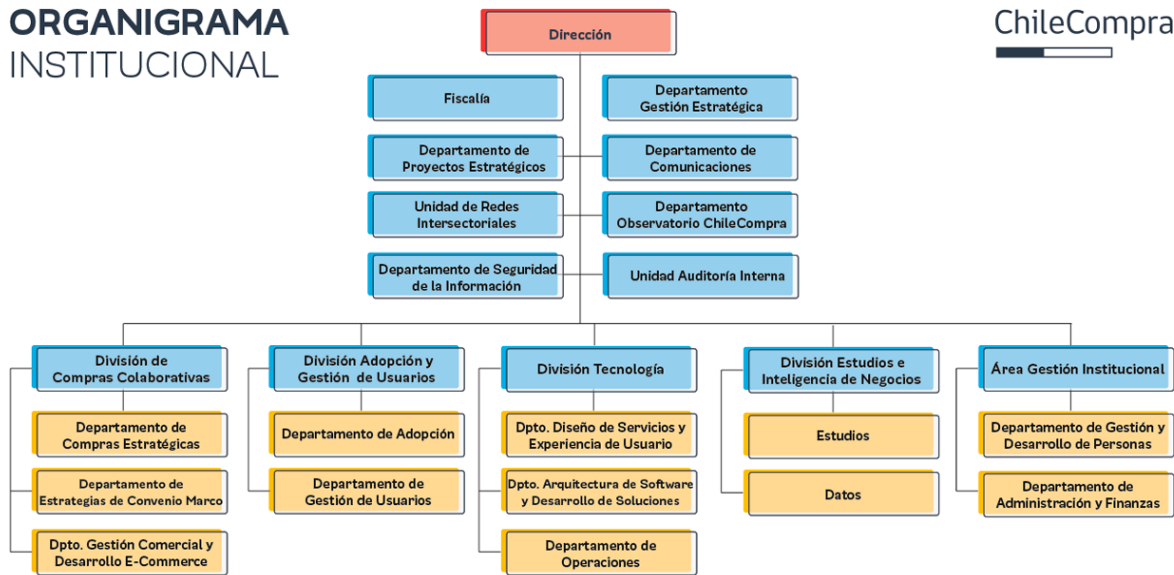 ORGANIGRAMA
INSTITUCIONAL
ChileCompra
Dirección
Fiscalía
Departamento
Gestión Estratégica
Departamento de
Proyectos Estratégicos
Departamento de
Comunicaciones
Unidad de Redes
Intersectoriales
Departamento
Observatorio ChileCompra
Departamento de Seguridad
de la Información
Unidad Auditoría Interna
División de
Compras Colaborativas
División Adopción y
Gestión de Usuarios
División Tecnología
División Estudios e
Inteligencia de Negocios
Área Gestión Institucional
Departamento de
Compras Estratégicas
Departamento de Adopción
Dpto. Diseño de Servicios y
Experiencia de Usuario
Estudios
Departamento de Gestión y
Desarrollo de Personas
Departamento de
Estrategias de Convenio Marco
Departamento de
Gestión de Usuarios
Dpto. Arquitectura de Software
y Desarrollo de Soluciones
Datos
Departamento de
Administración y Finanzas
Dpto. Gestión Comercial y
Desarrollo E-Commerce
Departamento de
Operaciones